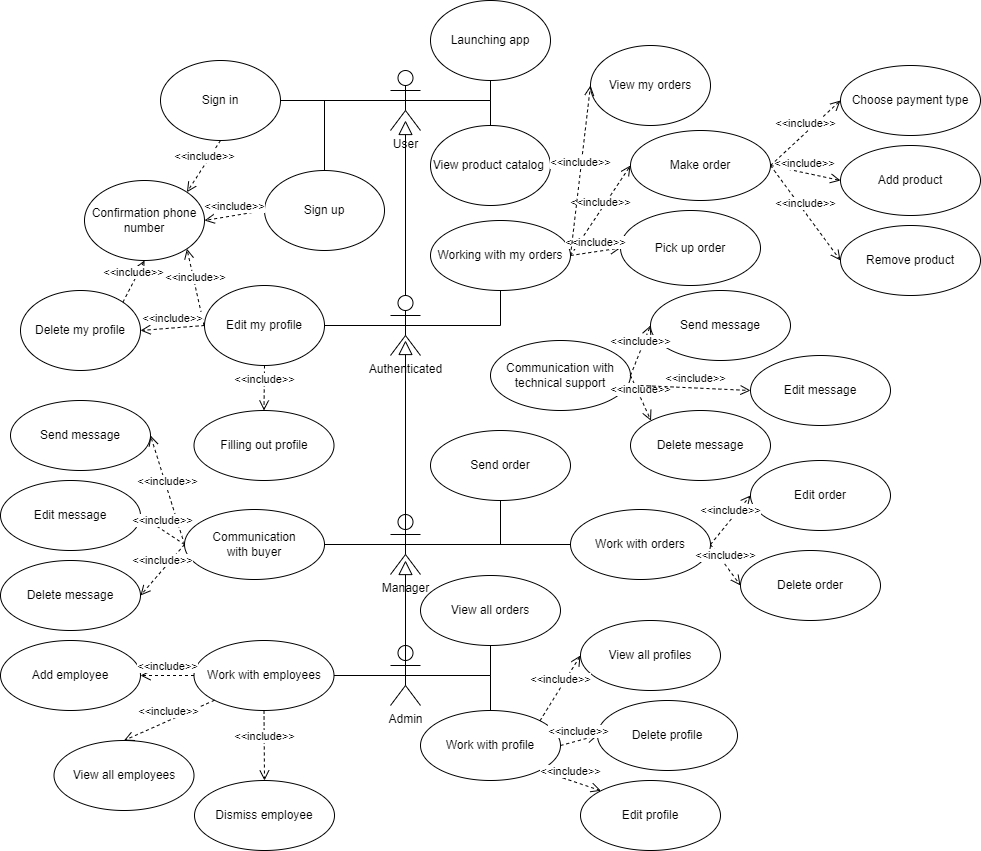 Launching app
View my orders
Sign in
Choose payment type
<<include>>
User
<<include>>
View product catalog
<<include>>
Make order
<<include>>
Add product
Confirmation phone
number
<<include>>
Sign up
<<include>>
<<include>>
Working with my orders
<<include>>
Pick up order
Remove product
<<include>>
<<include>>
Delete my profile
<<include>>
Edit my profile
Send message
<<include>>
Authenticated
Communication with
technical support
<<include>>
<<include>>
<<include>>
Edit message
Send message
Filling out profile
Delete message
Send order
<<include>>
Edit order
Edit message
<<include>>
Communication
with buyer
<<include>>
Work with orders
<<include>>
<<include>>
Delete message
Manager
Delete order
View all orders
Add employee
<<include>>
Work with employees
View all profiles
<<include>>
<<include>>
Admin
<<include>>
Work with profile
<<include>>
Delete profile
View all employees
<<include>>
Dismiss employee
Edit profile